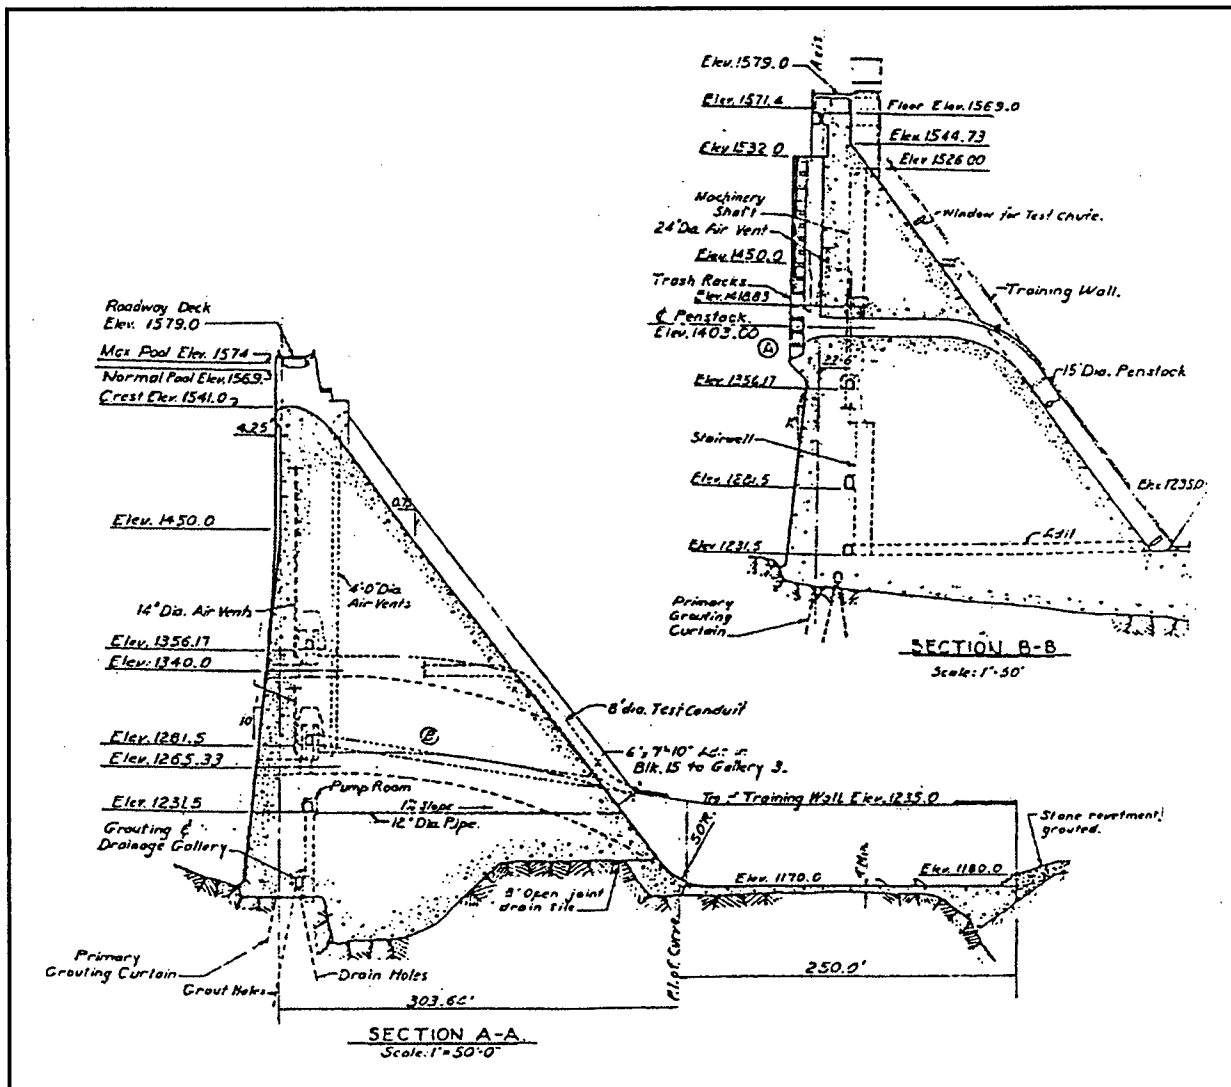 Axis
Elev. 1579.0
Elev. 1571.4
Floor Elev. 1569.0
Elev. 1544.73
Elev. 1532.0
Elev. 1526.00
Machinery
Shaft
Window for Test Chute.
24" Dia. Air Vent
Elev. 1450.0
Trash Racks
Elev. 1418.83
Training Wall.
℄ Penstock
Elev. 1403.00
A
22'-6
15' Dia. Penstock
Elev. 1356.17
Stairwell
Elev. 1281.5
Elev. 1235.0
Elev. 1231.5
Adit
Primary
Grouting
Curtain
SECTION B-B
Scale: 1"-50'
Roadway Deck
Elev. 1579.0
Max Pool Elev. 1574
Normal Pool Elev. 1569
Crest Elev. 1541.0
4.25'
0.75
Elev. 1450.0
4'-0" Dia
Air Vents
14" Dia. Air Vents
Elev. 1356.17
Elev. 1340.0
10
8' dia. Test Conduit
Elev. 1281.5
Elev. 1265.33
Blk. 15 to Gallery 3.
Pump Room
Elev. 1231.5
1" Slope
12" Dia Pipe.
Training Wall Elev. 1235.0
Grouting &
Drainage Gallery
50'R.
Stone revetment
grouted.
8" Open joint
drain tile
Elev. 1170.0
4' Min.
Elev. 1180.0
Primary
Grouting Curtain
Grout Holes
Drain Holes
P.I. of Curve
250.0'
SECTION A-A.
Scale: 1"=50'-0"